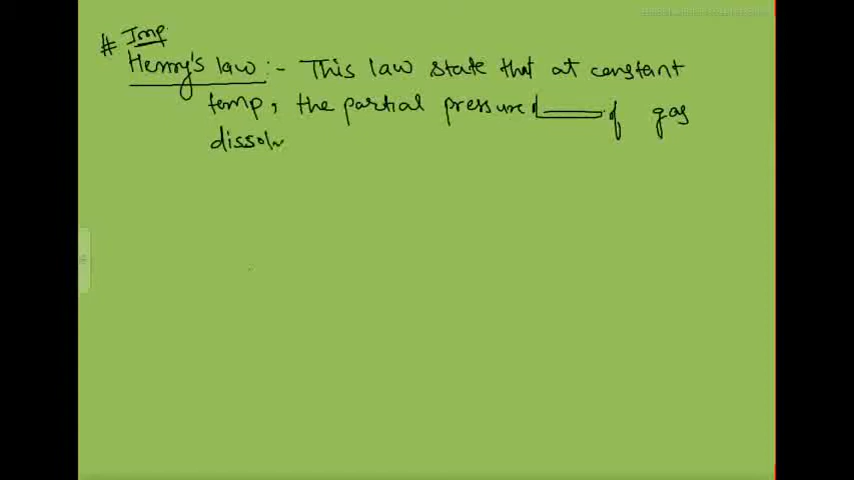 # Imp
Henry's law :- This law state that at constant
temp, the partial pressure of gas
dissolv